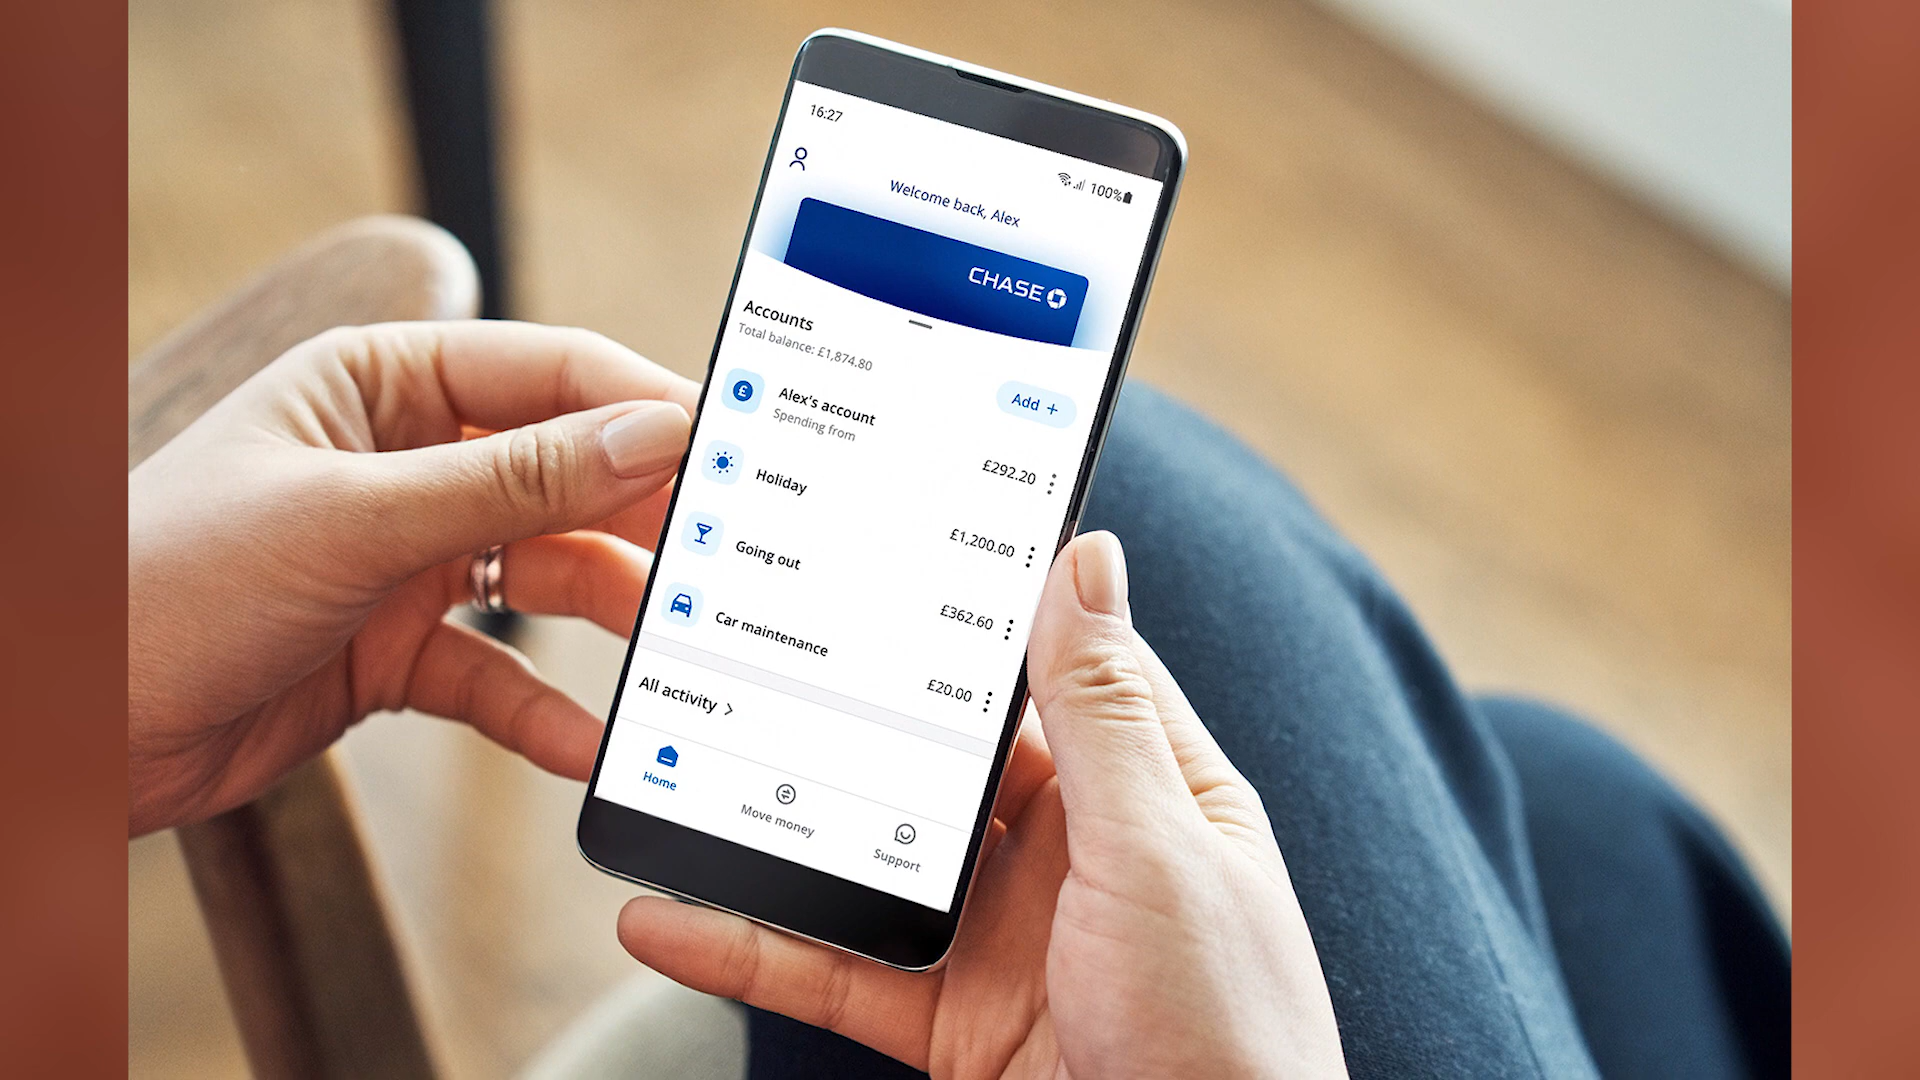 16:27
100%
Welcome back, Alex
CHASE
Accounts
Total balance: £1,874.80
Add +
£
Alex's account
Spending from
£292.20
Holiday
£1,200.00
Going out
£362.60
Car maintenance
£20.00
All activity >
Home
Move money
Support